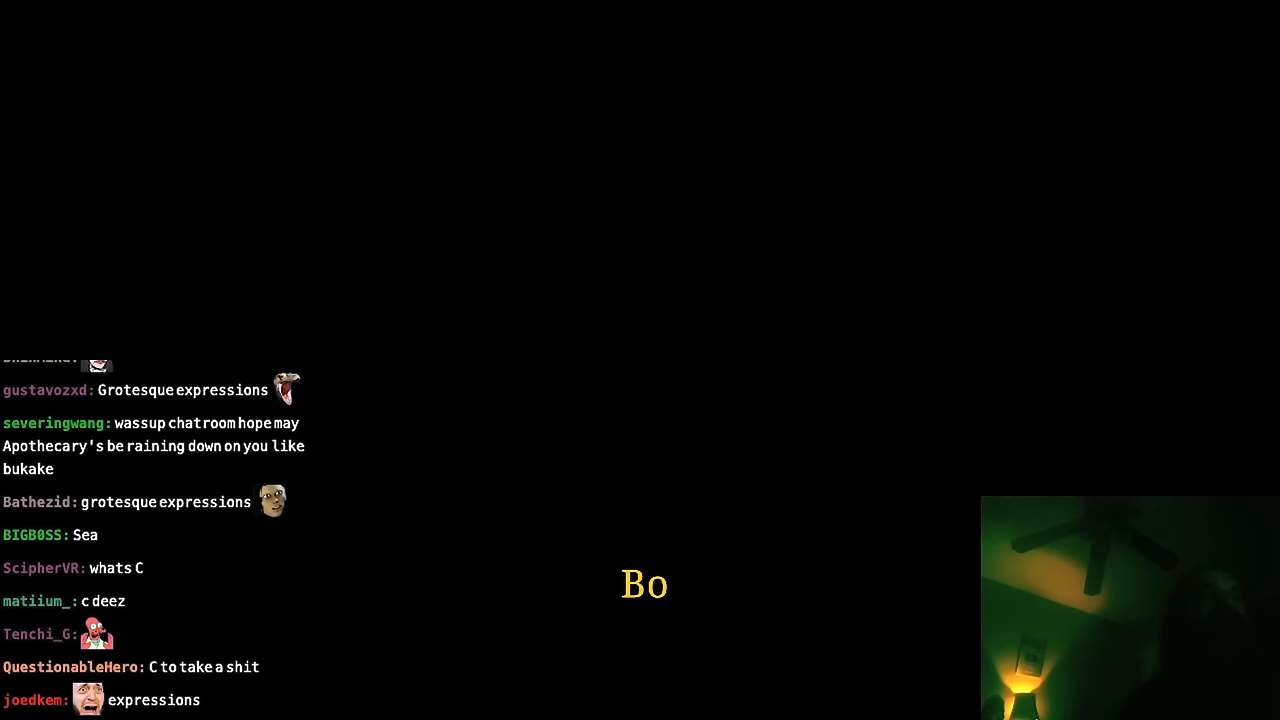 gustavozxd: Grotesque expressions
severingwang: wassup chatroom hope may
Apothecary's be raining down on you like
bukake
Bathezid: grotesque expressions
BIGB0SS: Sea
ScipherVR: whats C
matiium_: c deez
Tenchi_G:
QuestionableHero: C to take a shit
joedkem: expressions
Bo